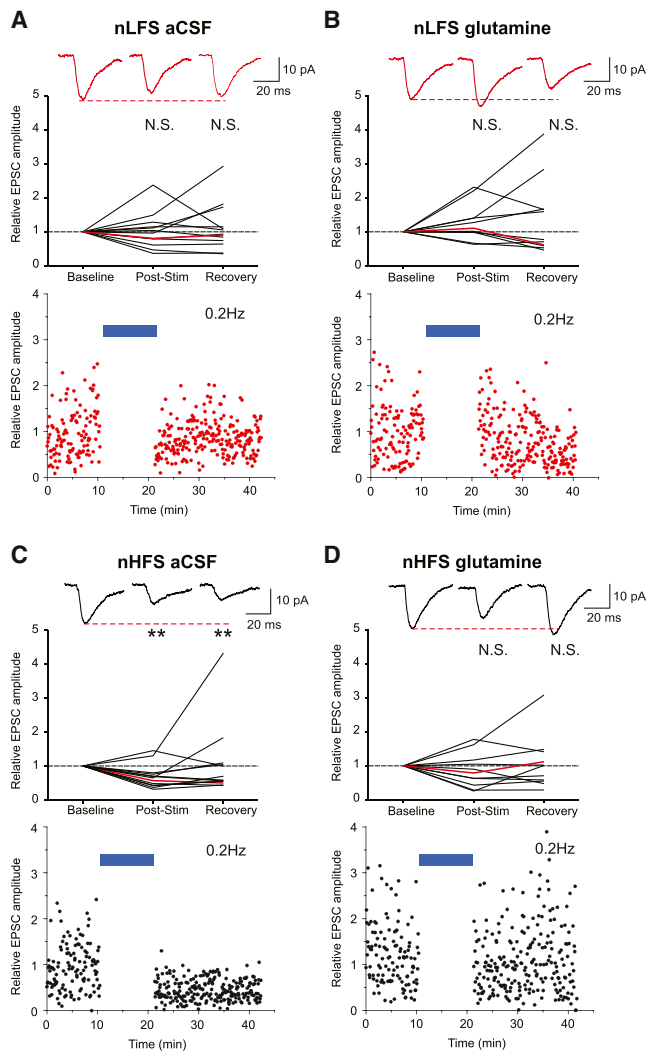 A
nLFS aCSF
10 pA
20 ms
N.S. N.S.
Relative EPSC amplitude
5
4
3
2
1
0
Baseline Post-Stim Recovery
Relative EPSC amplitude
4
3
2
1
0
0.2Hz
0 10 20 30 40
Time (min)
B
nLFS glutamine
10 pA
20 ms
N.S. N.S.
Relative EPSC amplitude
5
4
3
2
1
0
Baseline Post-Stim Recovery
Relative EPSC amplitude
4
3
2
1
0
0.2Hz
0 10 20 30 40
Time (min)
C
nHFS aCSF
10 pA
20 ms
** **
Relative EPSC amplitude
5
4
3
2
1
0
Baseline Post-Stim Recovery
Relative EPSC amplitude
4
3
2
1
0
0.2Hz
0 10 20 30 40
Time (min)
D
nHFS glutamine
10 pA
20 ms
N.S. N.S.
Relative EPSC amplitude
5
4
3
2
1
0
Baseline Post-Stim Recovery
Relative EPSC amplitude
4
3
2
1
0
0.2Hz
0 10 20 30 40
Time (min)